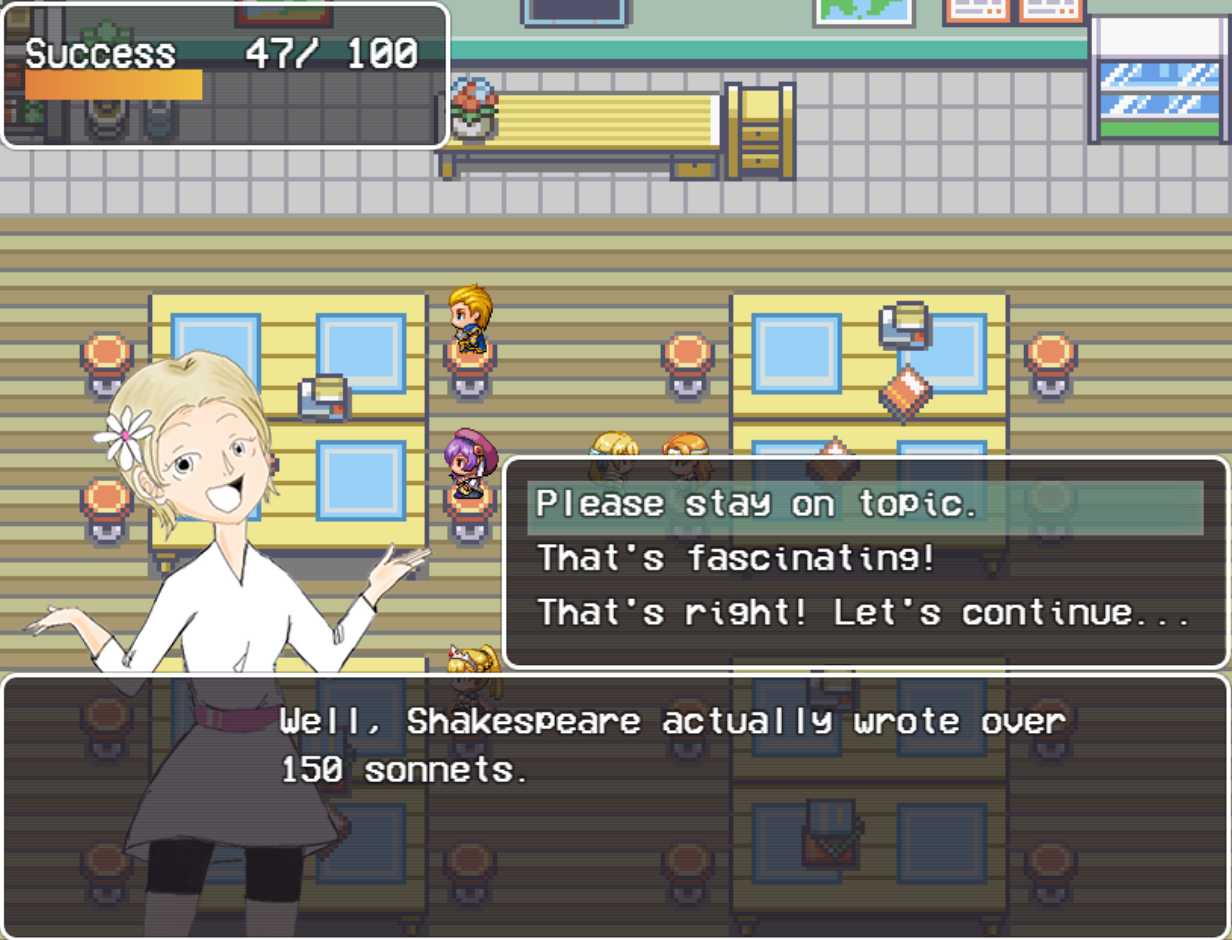 Success 47/ 100
Please stay on topic.
That's fascinating!
That's right! Let's continue...
Well, Shakespeare actually wrote over
150 sonnets.